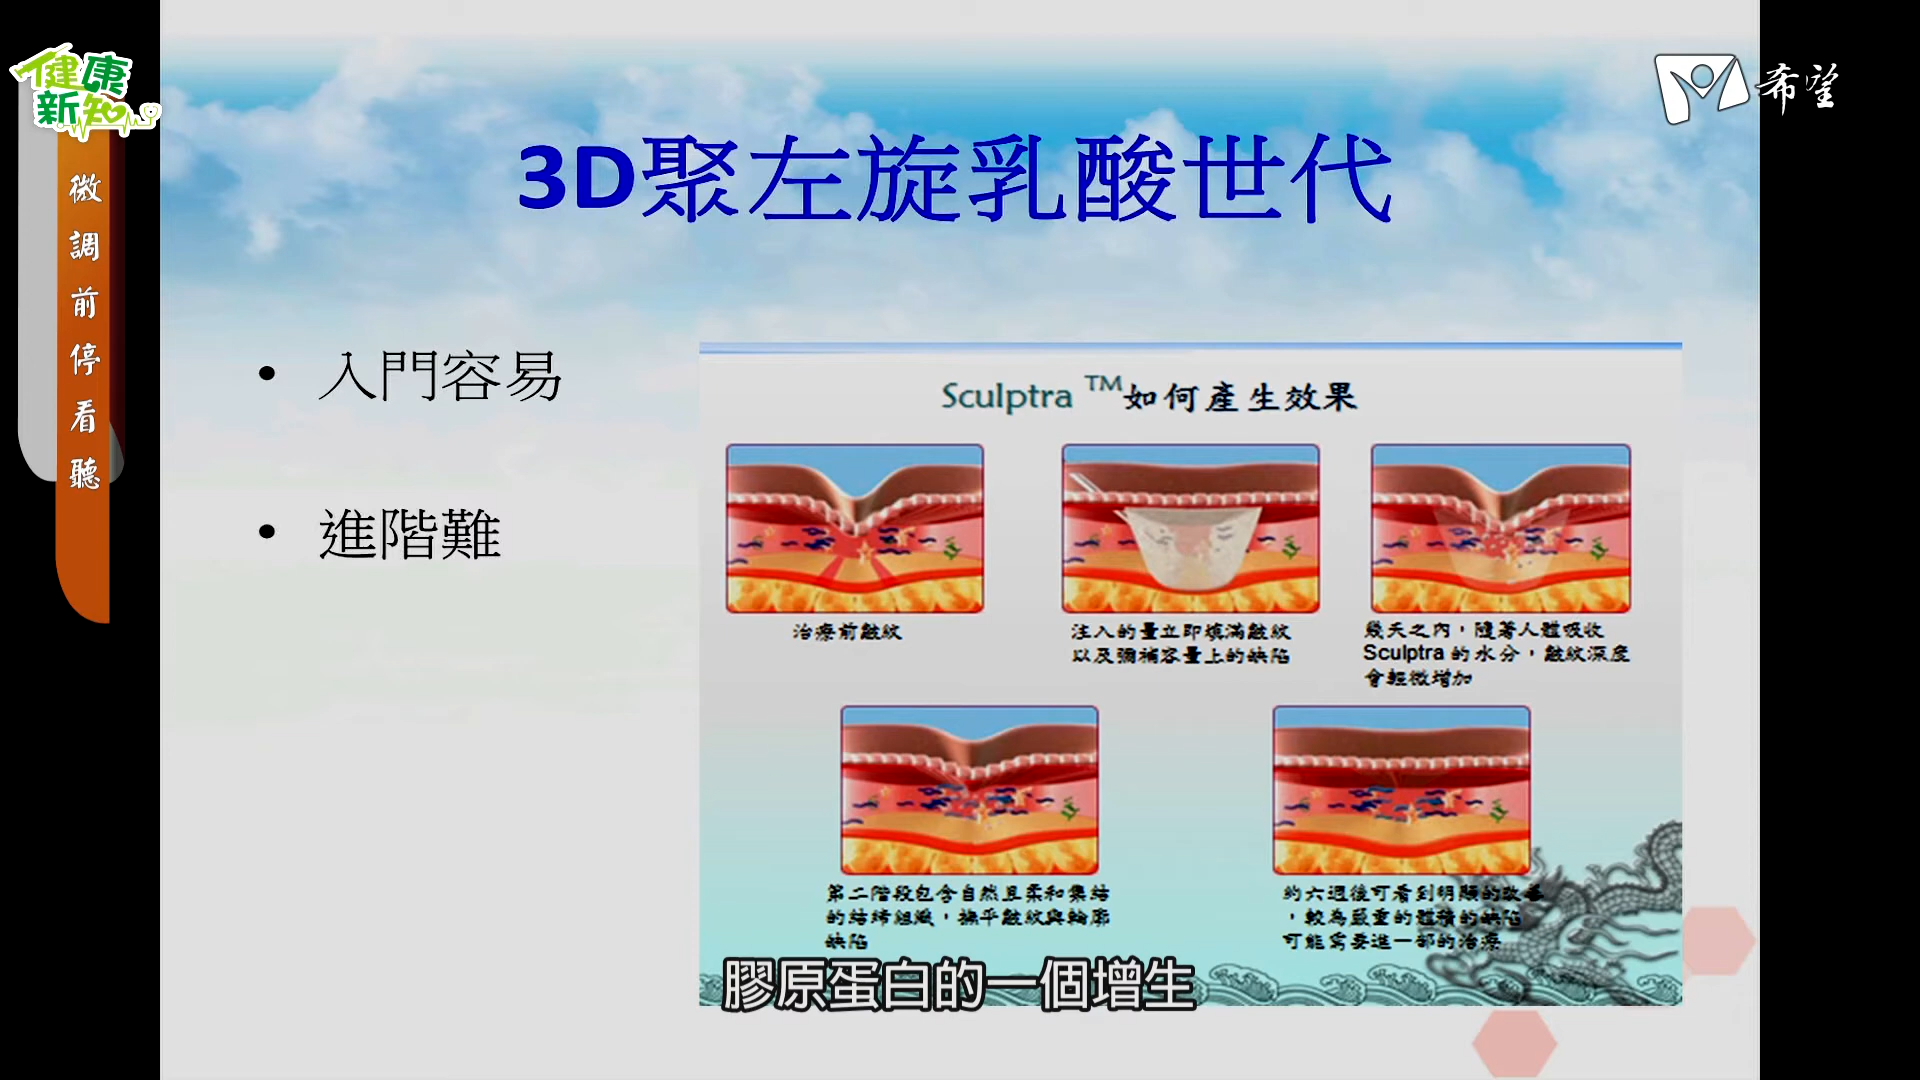 健康
新知
微調前停看聽
希望
3D聚左旋乳酸世代
• 入門容易
• 進階難
Sculptra ™如何產生效果
治療前皺紋
注入的量立即填滿皺紋
以及彌補容量上的缺陷
幾天之內，隨著人體吸收
Sculptra 的水分，皺紋深度
會輕微增加
第二階段包含自然且柔和集結
的結締組織，撫平皺紋與輪廓
缺陷
約六週後可看到明顯的改善
，較為嚴重的體積的缺陷
可能需要進一部的治療
膠原蛋白的一個增生